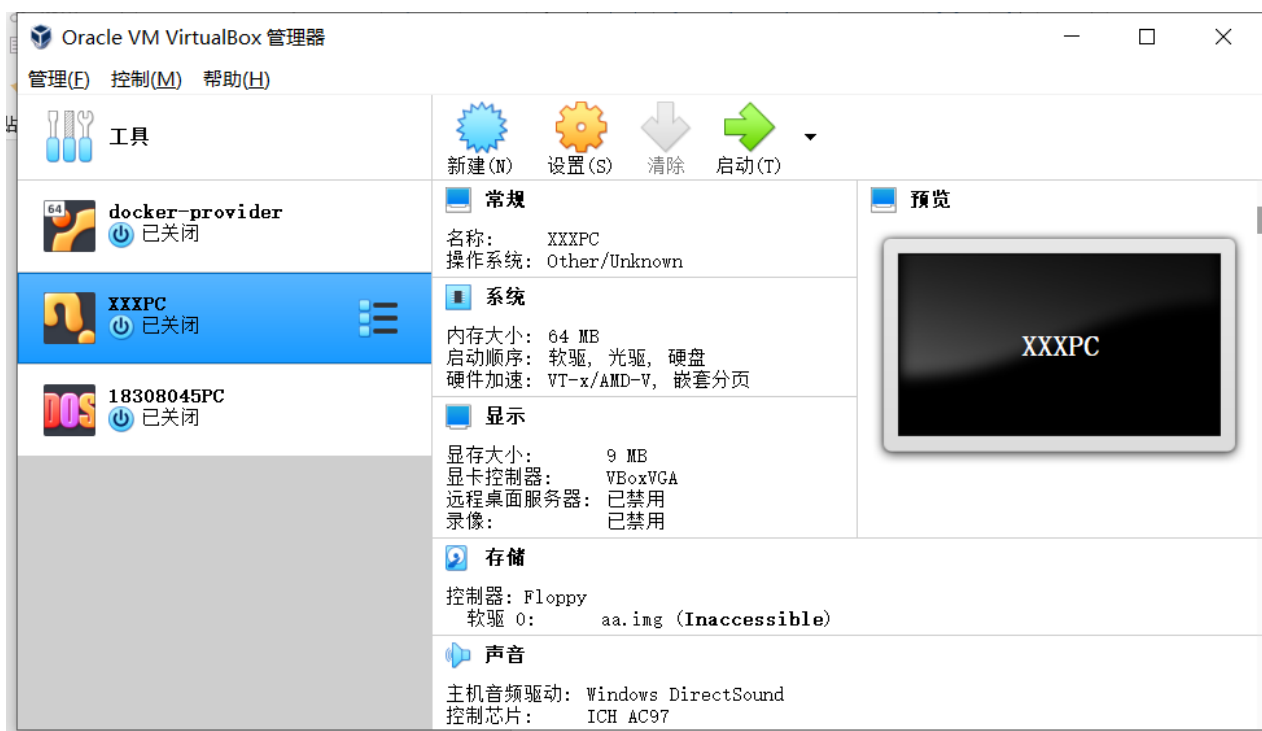 Oracle VM VirtualBox 管理器
管理(F) 控制(M) 帮助(H)
工具
新建(N) 设置(S) 清除 启动(T)
64
docker-provider
已关闭
XXXPC
已关闭
DOS
18308045PC
已关闭
常规
名称: XXXPC
操作系统: Other/Unknown
系统
内存大小: 64 MB
启动顺序: 软驱, 光驱, 硬盘
硬件加速: VT-x/AMD-V, 嵌套分页
显示
显存大小: 9 MB
显卡控制器: VBoxVGA
远程桌面服务器: 已禁用
录像: 已禁用
预览
XXXPC
存储
控制器: Floppy
软驱 0: aa.img (Inaccessible)
声音
主机音频驱动: Windows DirectSound
控制芯片: ICH AC97